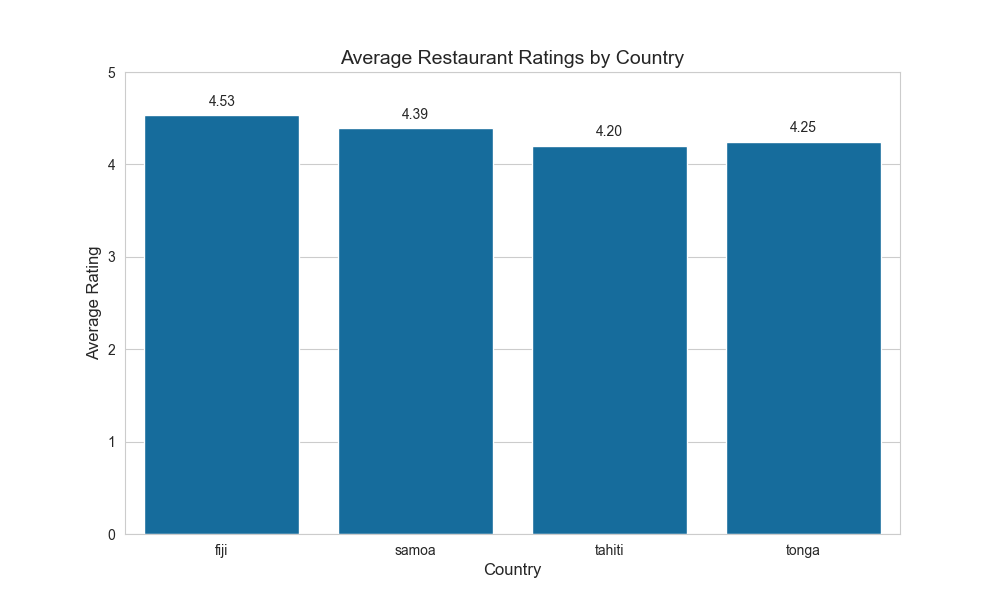 Average Restaurant Ratings by Country
5
4
3
2
1
0
Average Rating
4.53
4.39
4.20
4.25
fiji
samoa
tahiti
tonga
Country